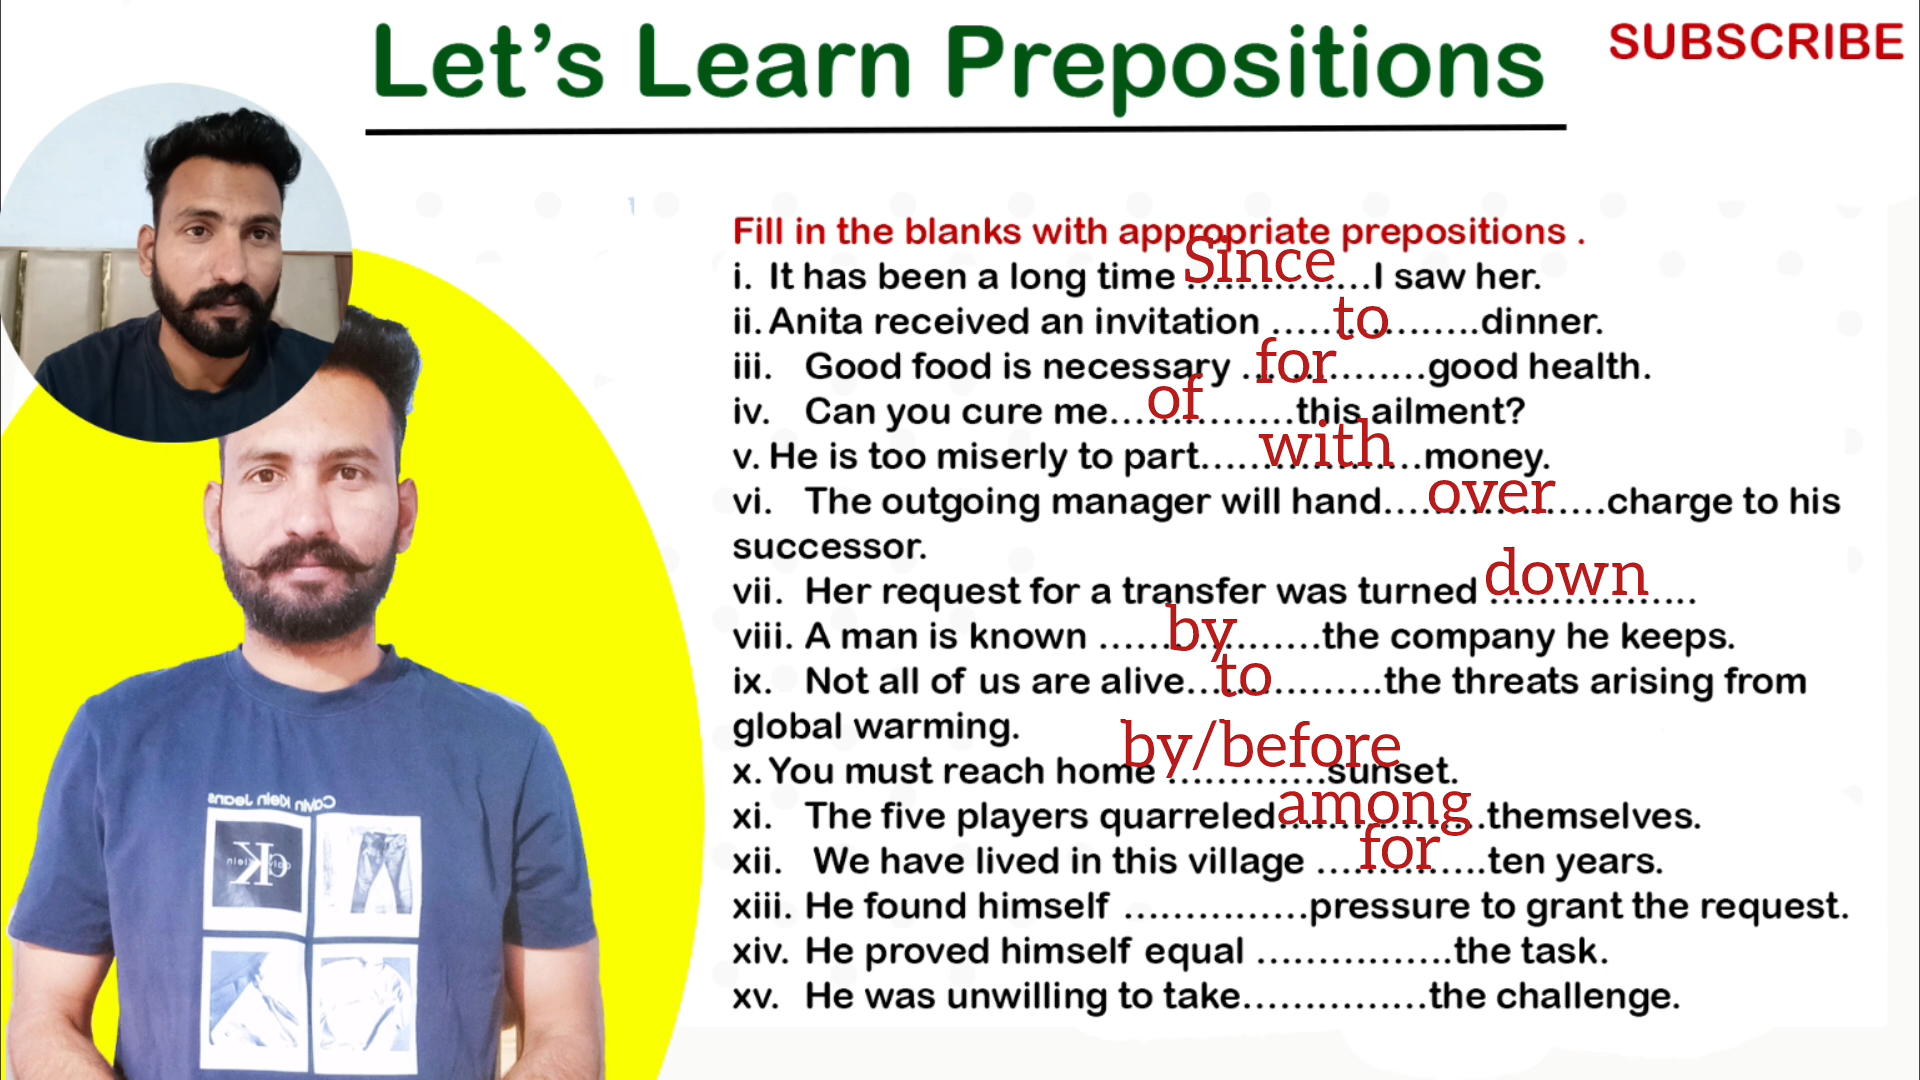 Let's Learn Prepositions
SUBSCRIBE
Fill in the blanks with appropriate prepositions .
i. It has been a long time ……Since………I saw her.
ii. Anita received an invitation ……to………dinner.
iii. Good food is necessary …for………good health.
iv. Can you cure me…of………this ailment?
v. He is too miserly to part……with………money.
vi. The outgoing manager will hand……over………charge to his
successor.
vii. Her request for a transfer was turned ……down………
viii. A man is known ……by………the company he keeps.
ix. Not all of us are alive…to………the threats arising from
global warming.
x. You must reach home …by/before………sunset.
xi. The five players quarreled…among………themselves.
xii. We have lived in this village ……for………ten years.
xiii. He found himself ……………pressure to grant the request.
xiv. He proved himself equal ………………the task.
xv. He was unwilling to take……………the challenge.
Calvin Klein Jeans
CK
Calvin Klein